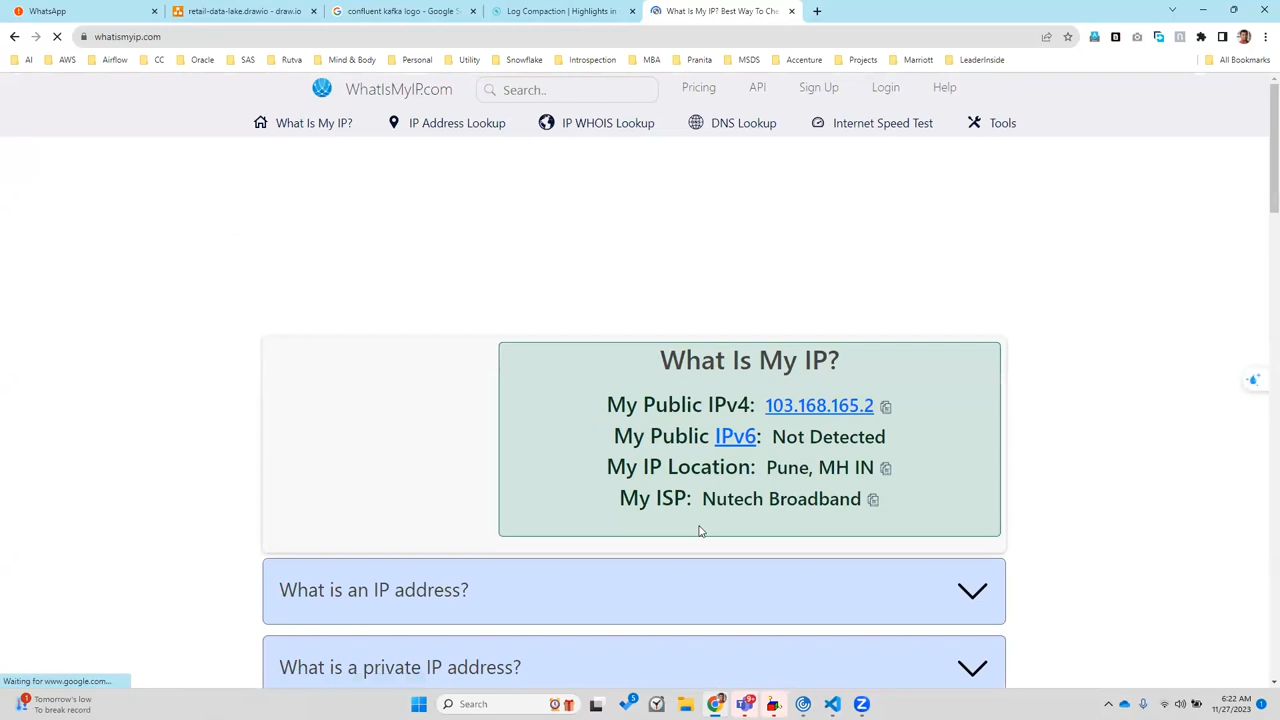 WhatsApp
retail-data-lake.drawio - draw.io
confluent kafka logo - Google S
Log Compaction | Highlights in
What Is My IP? Best Way To Che
whatismyip.com
AI
AWS
Airflow
CC
Oracle
SAS
Rutva
Mind & Body
Personal
Utility
Snowflake
Introspection
MBA
Pranita
MSDS
Accenture
Projects
Marriott
LeaderInside
All Bookmarks
WhatIsMyIP.com
Search..
Pricing
API
Sign Up
Login
Help
What Is My IP?
IP Address Lookup
IP WHOIS Lookup
DNS Lookup
Internet Speed Test
Tools
What Is My IP?
My Public IPv4: 103.168.165.2
My Public IPv6: Not Detected
My IP Location: Pune, MH IN
My ISP: Nutech Broadband
What is an IP address?
What is a private IP address?
Waiting for www.google.com...
Tomorrow's low
To break record
Search
6:22 AM
11/27/2023